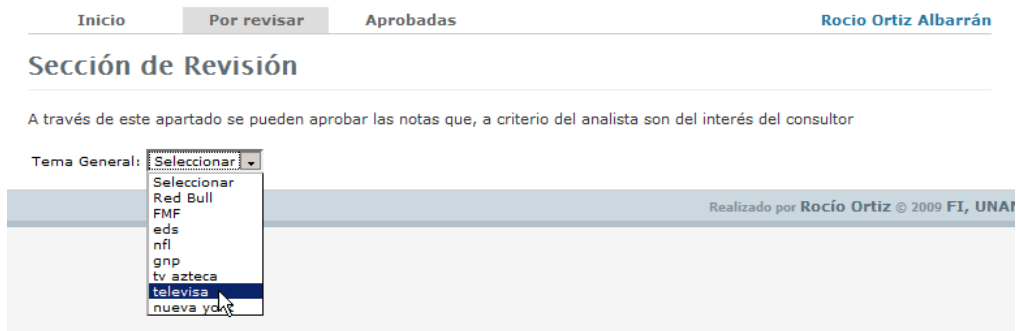 Inicio Por revisar Aprobadas Rocio Ortiz Albarrán
Sección de Revisión
A través de este apartado se pueden aprobar las notas que, a criterio del analista son del interés del consultor
Tema General: Seleccionar
Seleccionar
Red Bull
FMF
eds
nfl
gnp
tv azteca
televisa
nueva york
Realizado por Rocío Ortiz © 2009 FI, UNAM